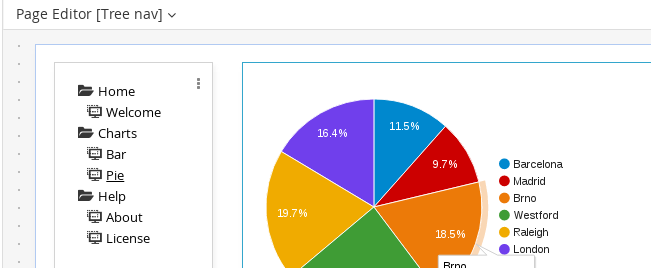 Page Editor [Tree nav]
Home
Welcome
Charts
Bar
Pie
Help
About
License
11.5%
16.4%
9.7%
19.7%
18.5%
Barcelona
Madrid
Brno
Westford
Raleigh
London
Brno